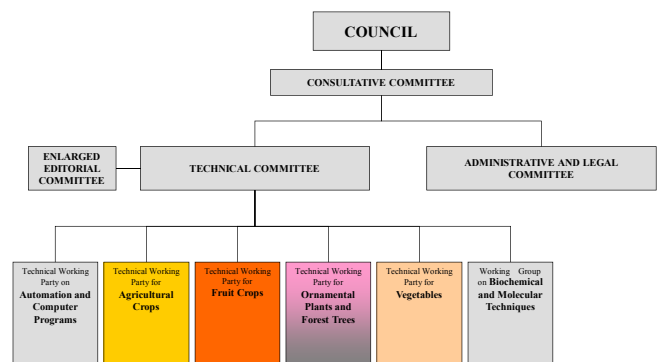 COUNCIL
CONSULTATIVE COMMITTEE
ENLARGED
EDITORIAL
COMMITTEE
TECHNICAL COMMITTEE
ADMINISTRATIVE AND LEGAL
COMMITTEE
Technical Working
Party on
Automation and
Computer
Programs
Technical Working
Party for
Agricultural
Crops
Technical Working
Party for
Fruit Crops
Technical Working
Party for
Ornamental
Plants and
Forest Trees
Technical Working
Party for
Vegetables
Working Group
on Biochemical
and Molecular
Techniques